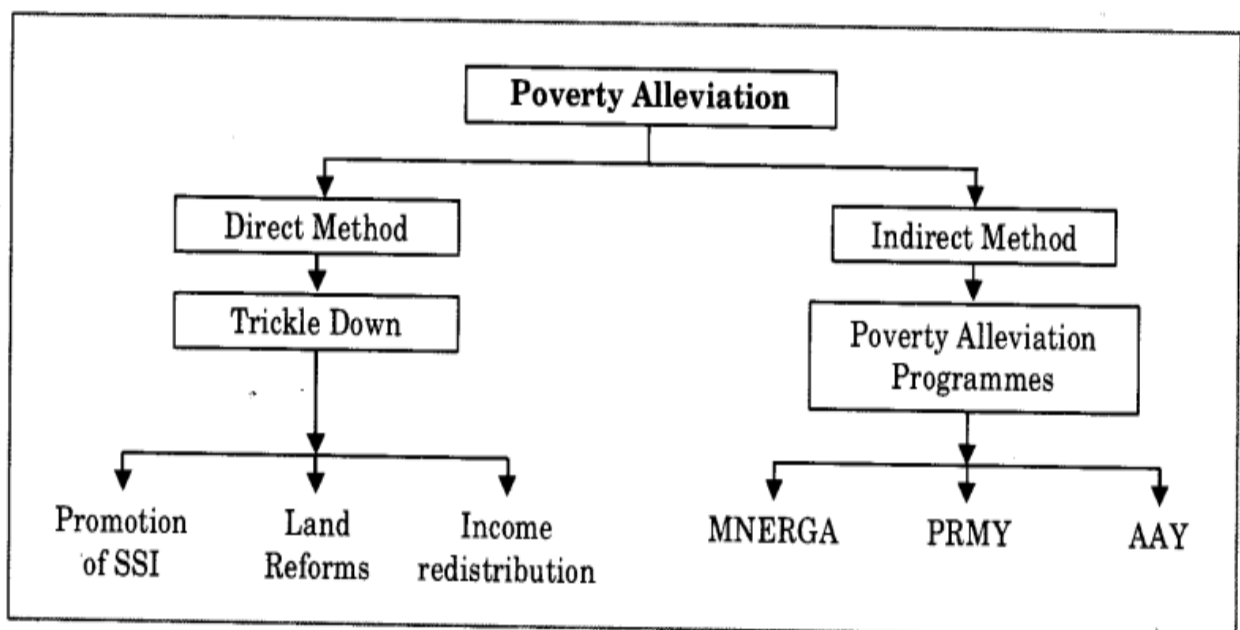 Poverty Alleviation
Direct Method
Indirect Method
Trickle Down
Poverty Alleviation
Programmes
Promotion
of SSI
Land
Reforms
Income
redistribution
MNERGA
PRMY
AAY